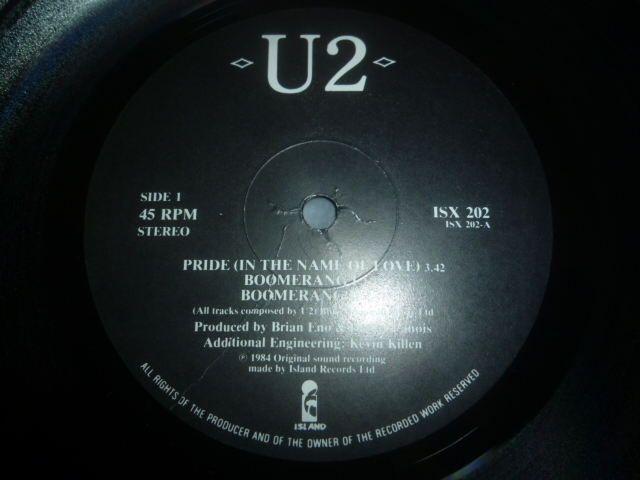 U2
SIDE 1
45 RPM
STEREO
ISX 202
ISX 202-A
PRIDE (IN THE NAME OF LOVE) 3.42
BOOMERANG
BOOMERANG
(All tracks composed by U2) Ltd
Produced by Brian Eno &
Additional Engineering: Kevin Killen
℗ 1984 Original sound recording
made by Island Records Ltd
ISLAND
ALL RIGHTS OF THE PRODUCER AND OF THE OWNER OF THE RECORDED WORK RESERVED